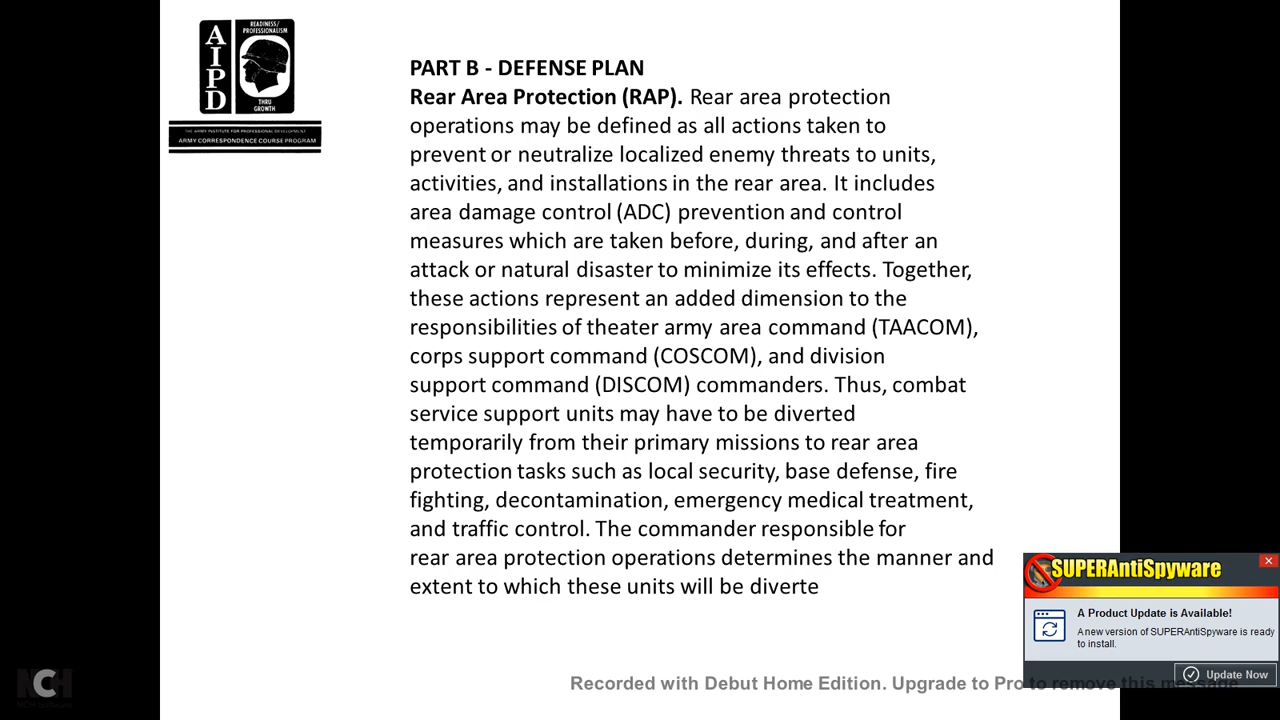 AIPD
READINESS/
PROFESSIONALISM
THRU
GROWTH
THE ARMY INSTITUTE FOR PROFESSIONAL DEVELOPMENT
ARMY CORRESPONDENCE COURSE PROGRAM
PART B - DEFENSE PLAN
Rear Area Protection (RAP). Rear area protection
operations may be defined as all actions taken to
prevent or neutralize localized enemy threats to units,
activities, and installations in the rear area. It includes
area damage control (ADC) prevention and control
measures which are taken before, during, and after an
attack or natural disaster to minimize its effects. Together,
these actions represent an added dimension to the
responsibilities of theater army area command (TAACOM),
corps support command (COSCOM), and division
support command (DISCOM) commanders. Thus, combat
service support units may have to be diverted
temporarily from their primary missions to rear area
protection tasks such as local security, base defense, fire
fighting, decontamination, emergency medical treatment,
and traffic control. The commander responsible for
rear area protection operations determines the manner and
extent to which these units will be diverte
SUPERAntiSpyware
A Product Update is Available!
A new version of SUPERAntiSpyware is ready
to install.
Update Now
Recorded with Debut Home Edition. Upgrade to Pro to remove this message
NCH
NCH Software